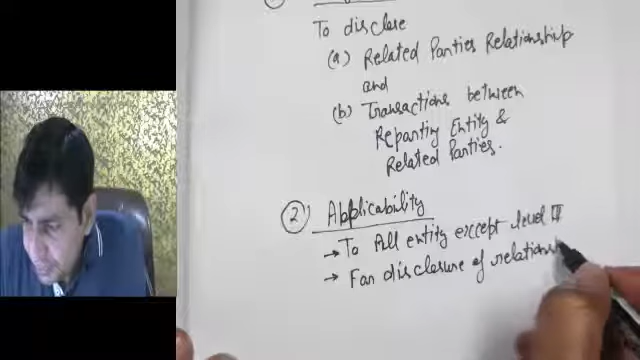 To disclose
(a) Related Parties Relationship
and
(b) Transactions between
Reporting Entity &
Related Parties.
2) Applicability
→ To All entity except level III
→ For disclosure of relationsh